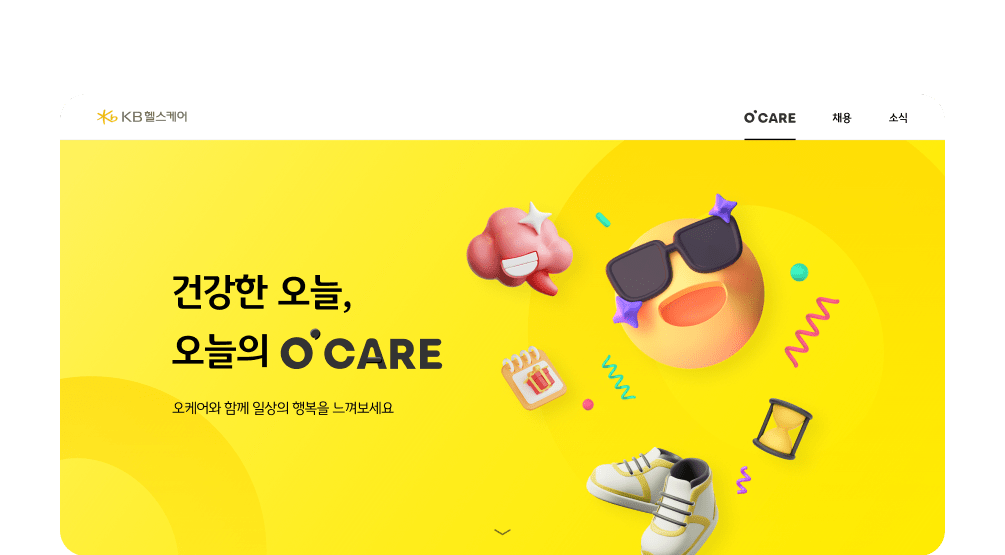 KB헬스케어
O'CARE
채용
소식
건강한 오늘,
오늘의 O'CARE
오케어와 함께 일상의 행복을 느껴보세요